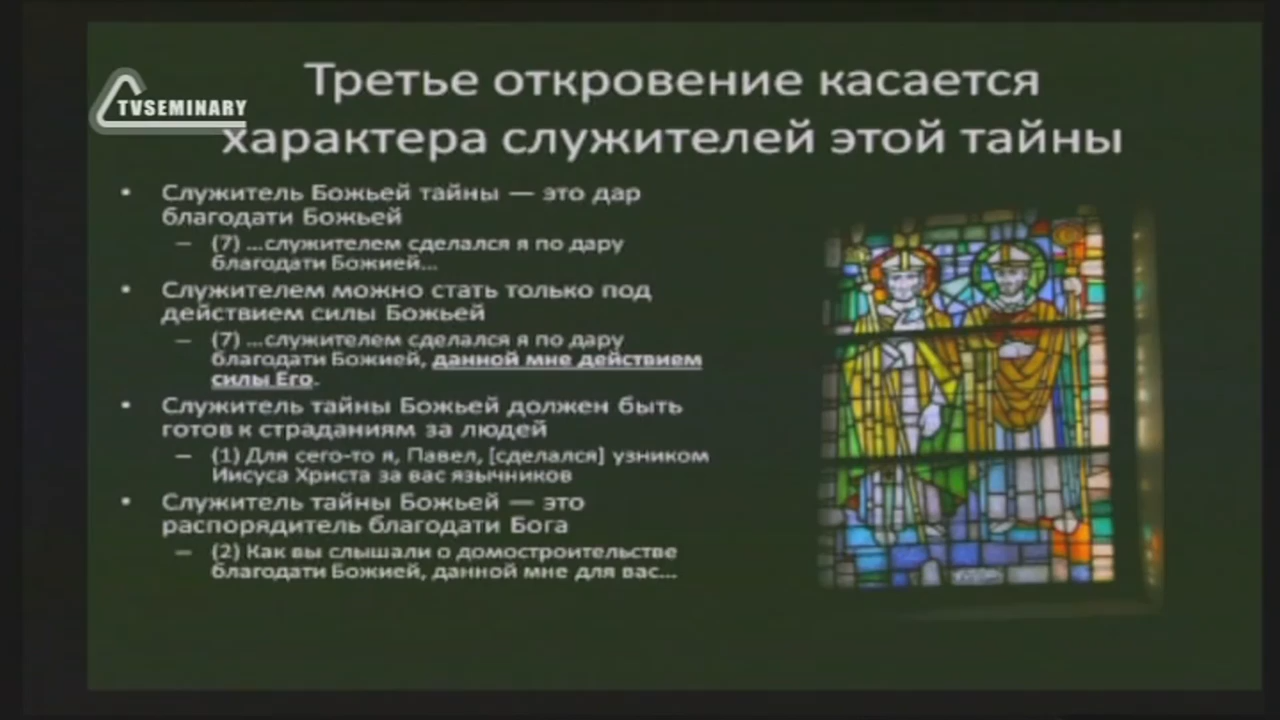 TVSEMINARY
Третье откровение касается
характера служителей этой тайны
• Служитель Божьей тайны — это дар
благодати Божьей
– (7) ...служителем сделался я по дару
благодати Божией...
• Служителем можно стать только под
действием силы Божьей
– (7) ...служителем сделался я по дару
благодати Божией, данной мне действием
силы Его.
• Служитель тайны Божьей должен быть
готов к страданиям за людей
– (1) Для сего-то я, Павел, [сделался] узником
Иисуса Христа за вас язычников
• Служитель тайны Божьей — это
распорядитель благодати Бога
– (2) Как вы слышали о домостроительстве
благодати Божией, данной мне для вас...